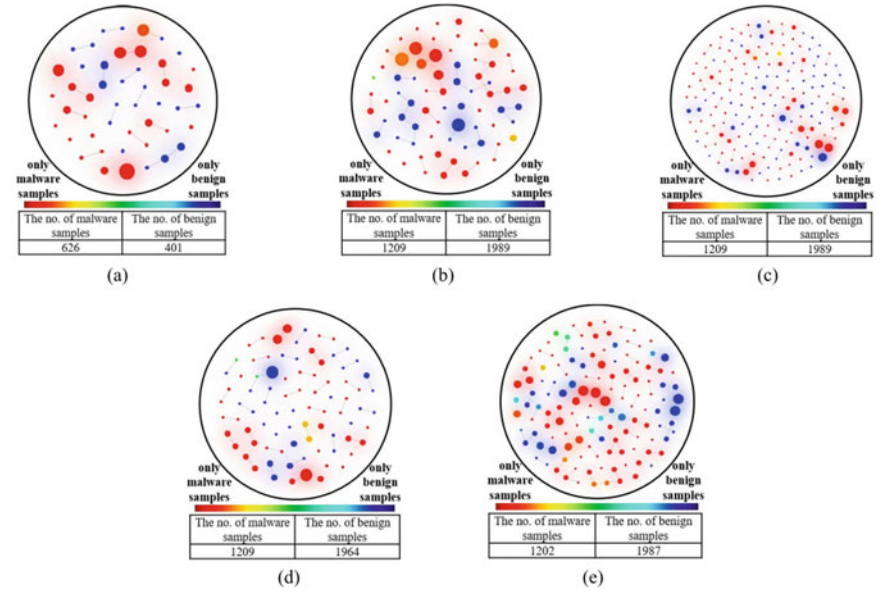 only malware samples
only benign samples
The no. of malware samples
The no. of benign samples
626
401
(a)
only malware samples
only benign samples
The no. of malware samples
The no. of benign samples
1209
1989
(b)
only malware samples
only benign samples
The no. of malware samples
The no. of benign samples
1209
1989
(c)
only malware samples
only benign samples
The no. of malware samples
The no. of benign samples
1209
1964
(d)
only malware samples
only benign samples
The no. of malware samples
The no. of benign samples
1202
1987
(e)